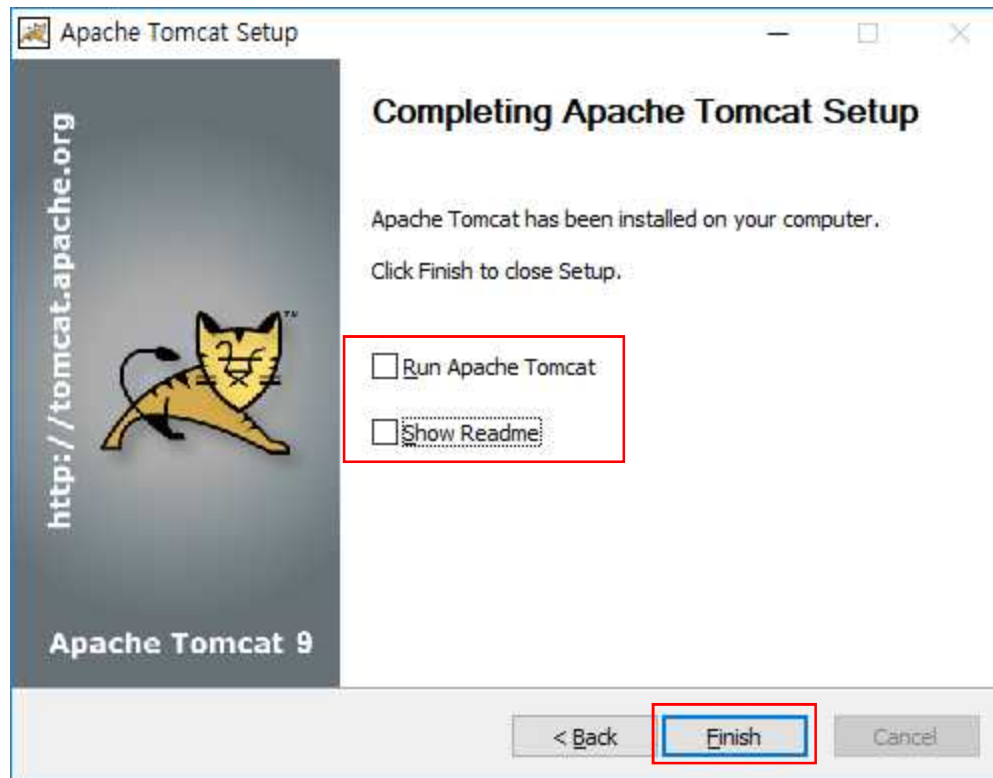 Apache Tomcat Setup
http://tomcat.apache.org
TM
Apache Tomcat 9
Completing Apache Tomcat Setup
Apache Tomcat has been installed on your computer.
Click Finish to close Setup.
Run Apache Tomcat
Show Readme
< Back
Finish
Cancel